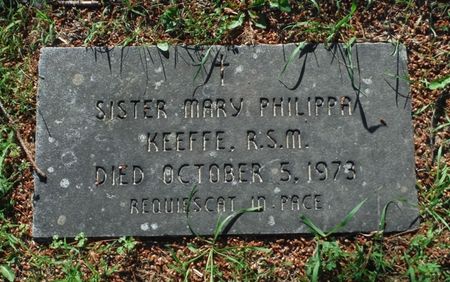 SISTER MARY PHILIPPA
KEEFFE, R.S.M.
DIED OCTOBER 5, 1973
REQUIESCAT IN PACE